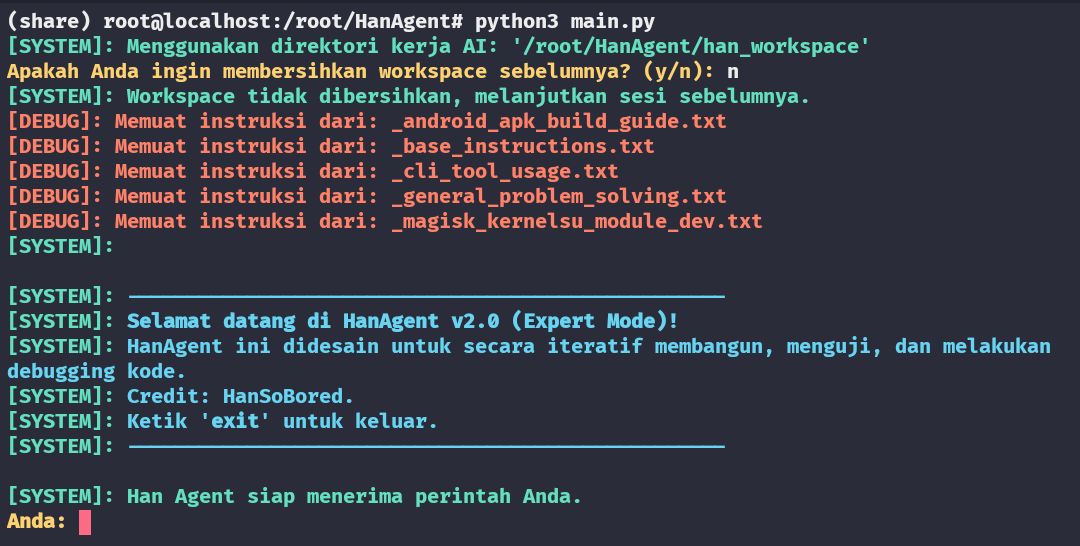 (share) root@localhost:/root/HanAgent# python3 main.py
[SYSTEM]: Menggunakan direktori kerja AI: '/root/HanAgent/han_workspace'
Apakah Anda ingin membersihkan workspace sebelumnya? (y/n): n
[SYSTEM]: Workspace tidak dibersihkan, melanjutkan sesi sebelumnya.
[DEBUG]: Memuat instruksi dari: _android_apk_build_guide.txt
[DEBUG]: Memuat instruksi dari: _base_instructions.txt
[DEBUG]: Memuat instruksi dari: _cli_tool_usage.txt
[DEBUG]: Memuat instruksi dari: _general_problem_solving.txt
[DEBUG]: Memuat instruksi dari: _magisk_kernelsu_module_dev.txt
[SYSTEM]:
[SYSTEM]: --------------------------------------------------
[SYSTEM]: Selamat datang di HanAgent v2.0 (Expert Mode)!
[SYSTEM]: HanAgent ini didesain untuk secara iteratif membangun, menguji, dan melakukan
debugging kode.
[SYSTEM]: Credit: HanSoBored.
[SYSTEM]: Ketik 'exit' untuk keluar.
[SYSTEM]: --------------------------------------------------
[SYSTEM]: Han Agent siap menerima perintah Anda.
Anda: